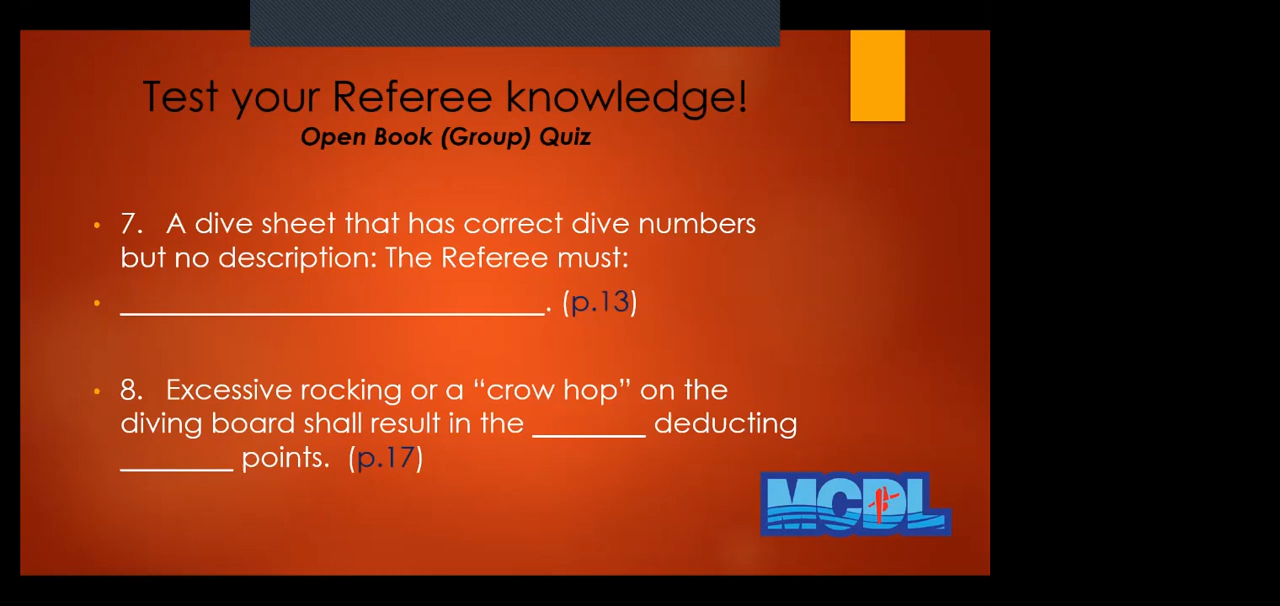 Test your Referee knowledge!
Open Book (Group) Quiz
• 7. A dive sheet that has correct dive numbers
but no description: The Referee must:
• ____________________________. (p.13)
• 8. Excessive rocking or a “crow hop” on the
diving board shall result in the ________ deducting
________ points. (p.17)
MCDL